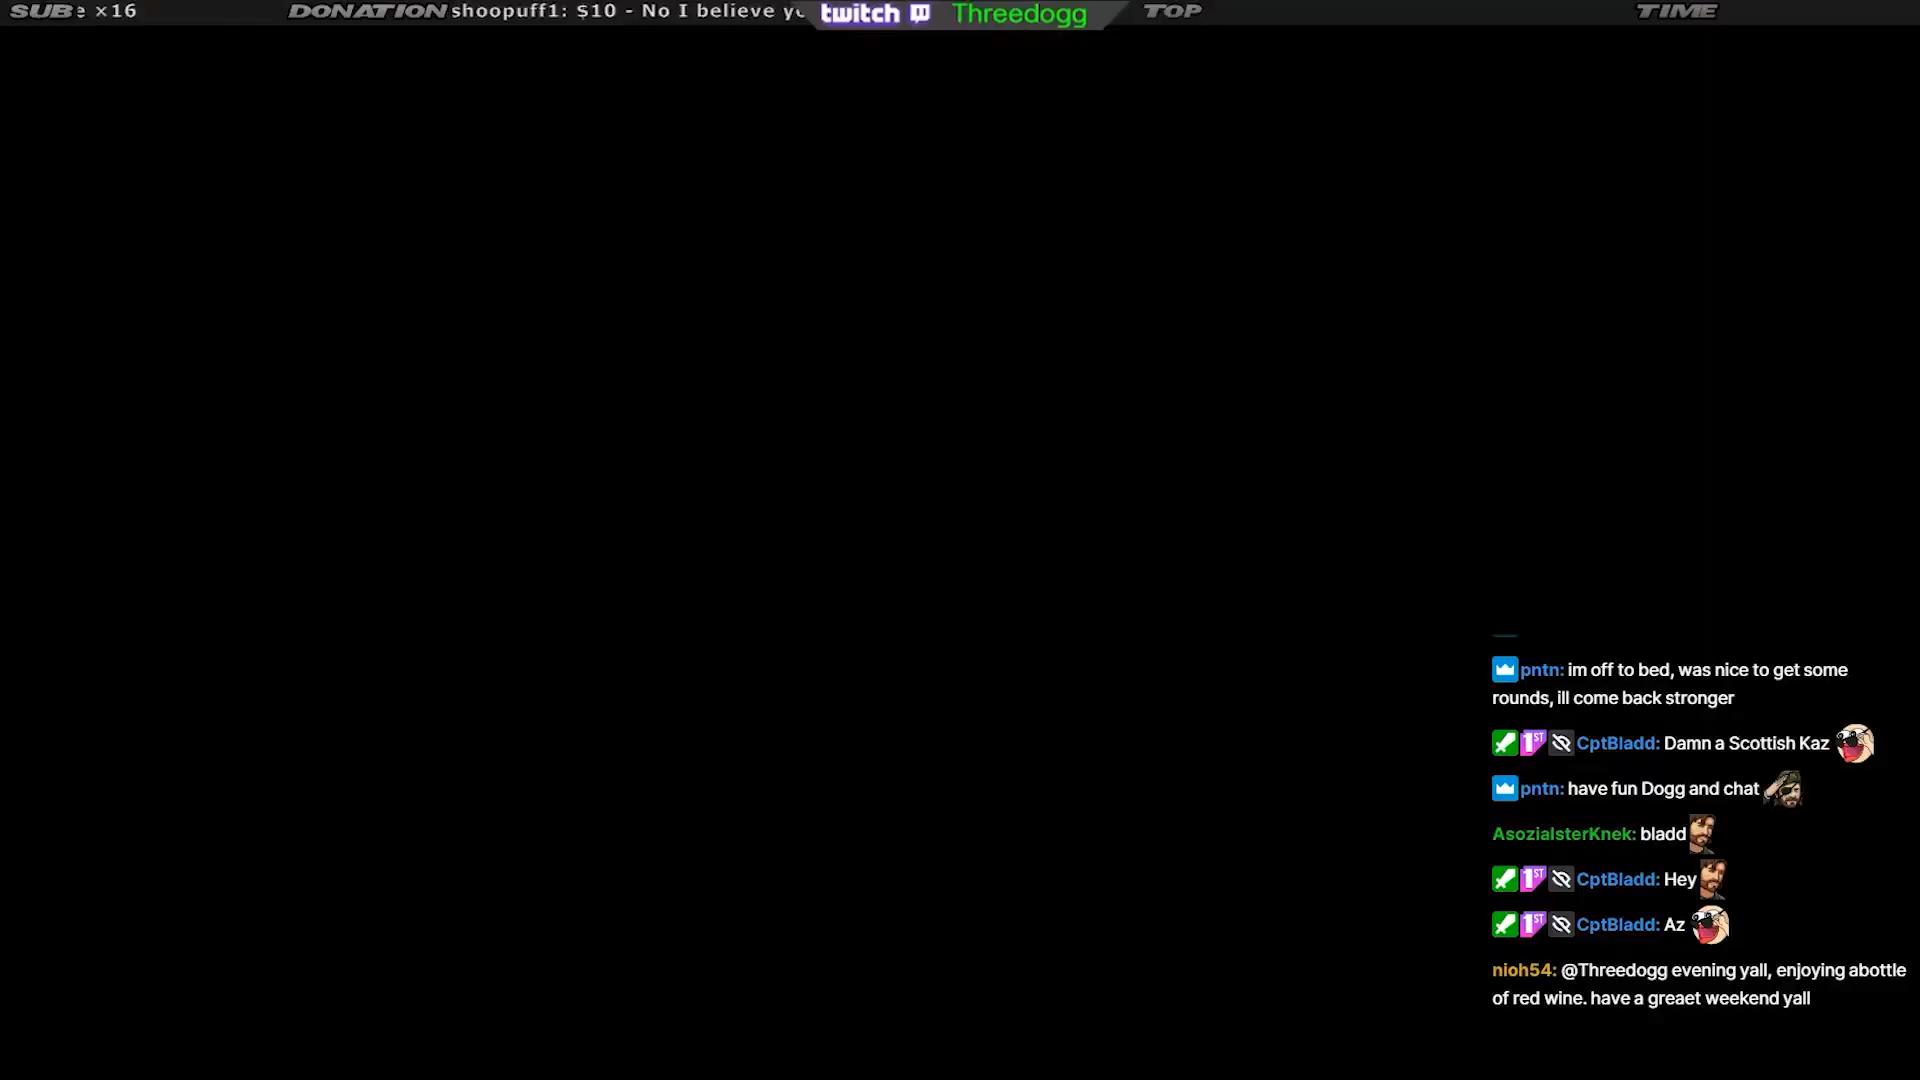 SUB ×16 DONATION shoopuff1: $10 - No I believe twitch Threedogg TOP TIME
pntn: im off to bed, was nice to get some
rounds, ill come back stronger
CptBladd: Damn a Scottish Kaz
pntn: have fun Dogg and chat
AsozialsterKnek: bladd
CptBladd: Hey
CptBladd: Az
nioh54: @Threedogg evening yall, enjoying abottle
of red wine. have a greaet weekend yall